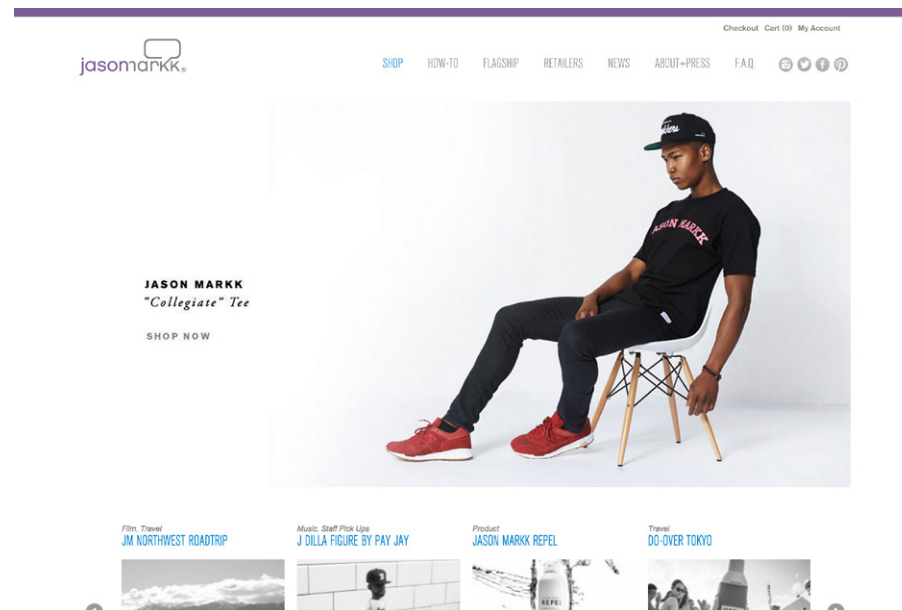 Checkout Cart (0) My Account
jasonmarkk®
SHOP HOW-TO FLAGSHIP RETAILERS NEWS ABOUT+PRESS F.A.Q.
JASON MARKK
JASON MARKK
"Collegiate" Tee
SHOP NOW
Film, Travel
JM NORTHWEST ROADTRIP
Music, Staff Pick Ups
J DILLA FIGURE BY PAY JAY
Product
JASON MARKK REPEL
Travel
DO-OVER TOKYO
REPEL